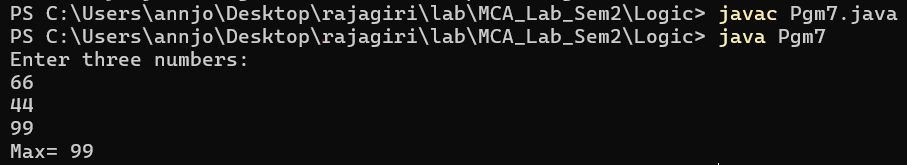 PS C:\Users\annjo\Desktop\rajagiri\lab\MCA_Lab_Sem2\Logic> javac Pgm7.java
PS C:\Users\annjo\Desktop\rajagiri\lab\MCA_Lab_Sem2\Logic> java Pgm7
Enter three numbers:
66
44
99
Max= 99